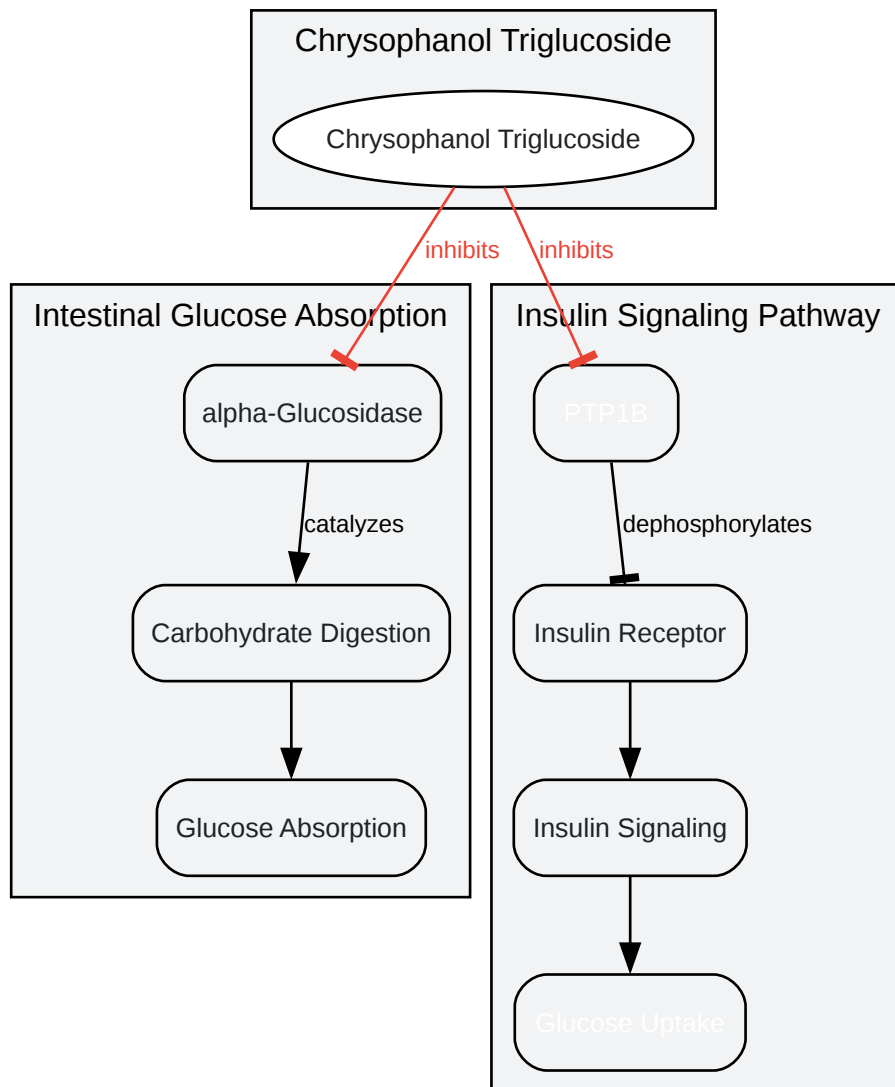 Chrysophanol Triglucoside
Chrysophanol Triglucoside
inhibits
inhibits
Intestinal Glucose Absorption
alpha-Glucosidase
catalyzes
Carbohydrate Digestion
Glucose Absorption
Insulin Signaling Pathway
PTP1B
dephosphorylates
Insulin Receptor
Insulin Signaling
Glucose Uptake